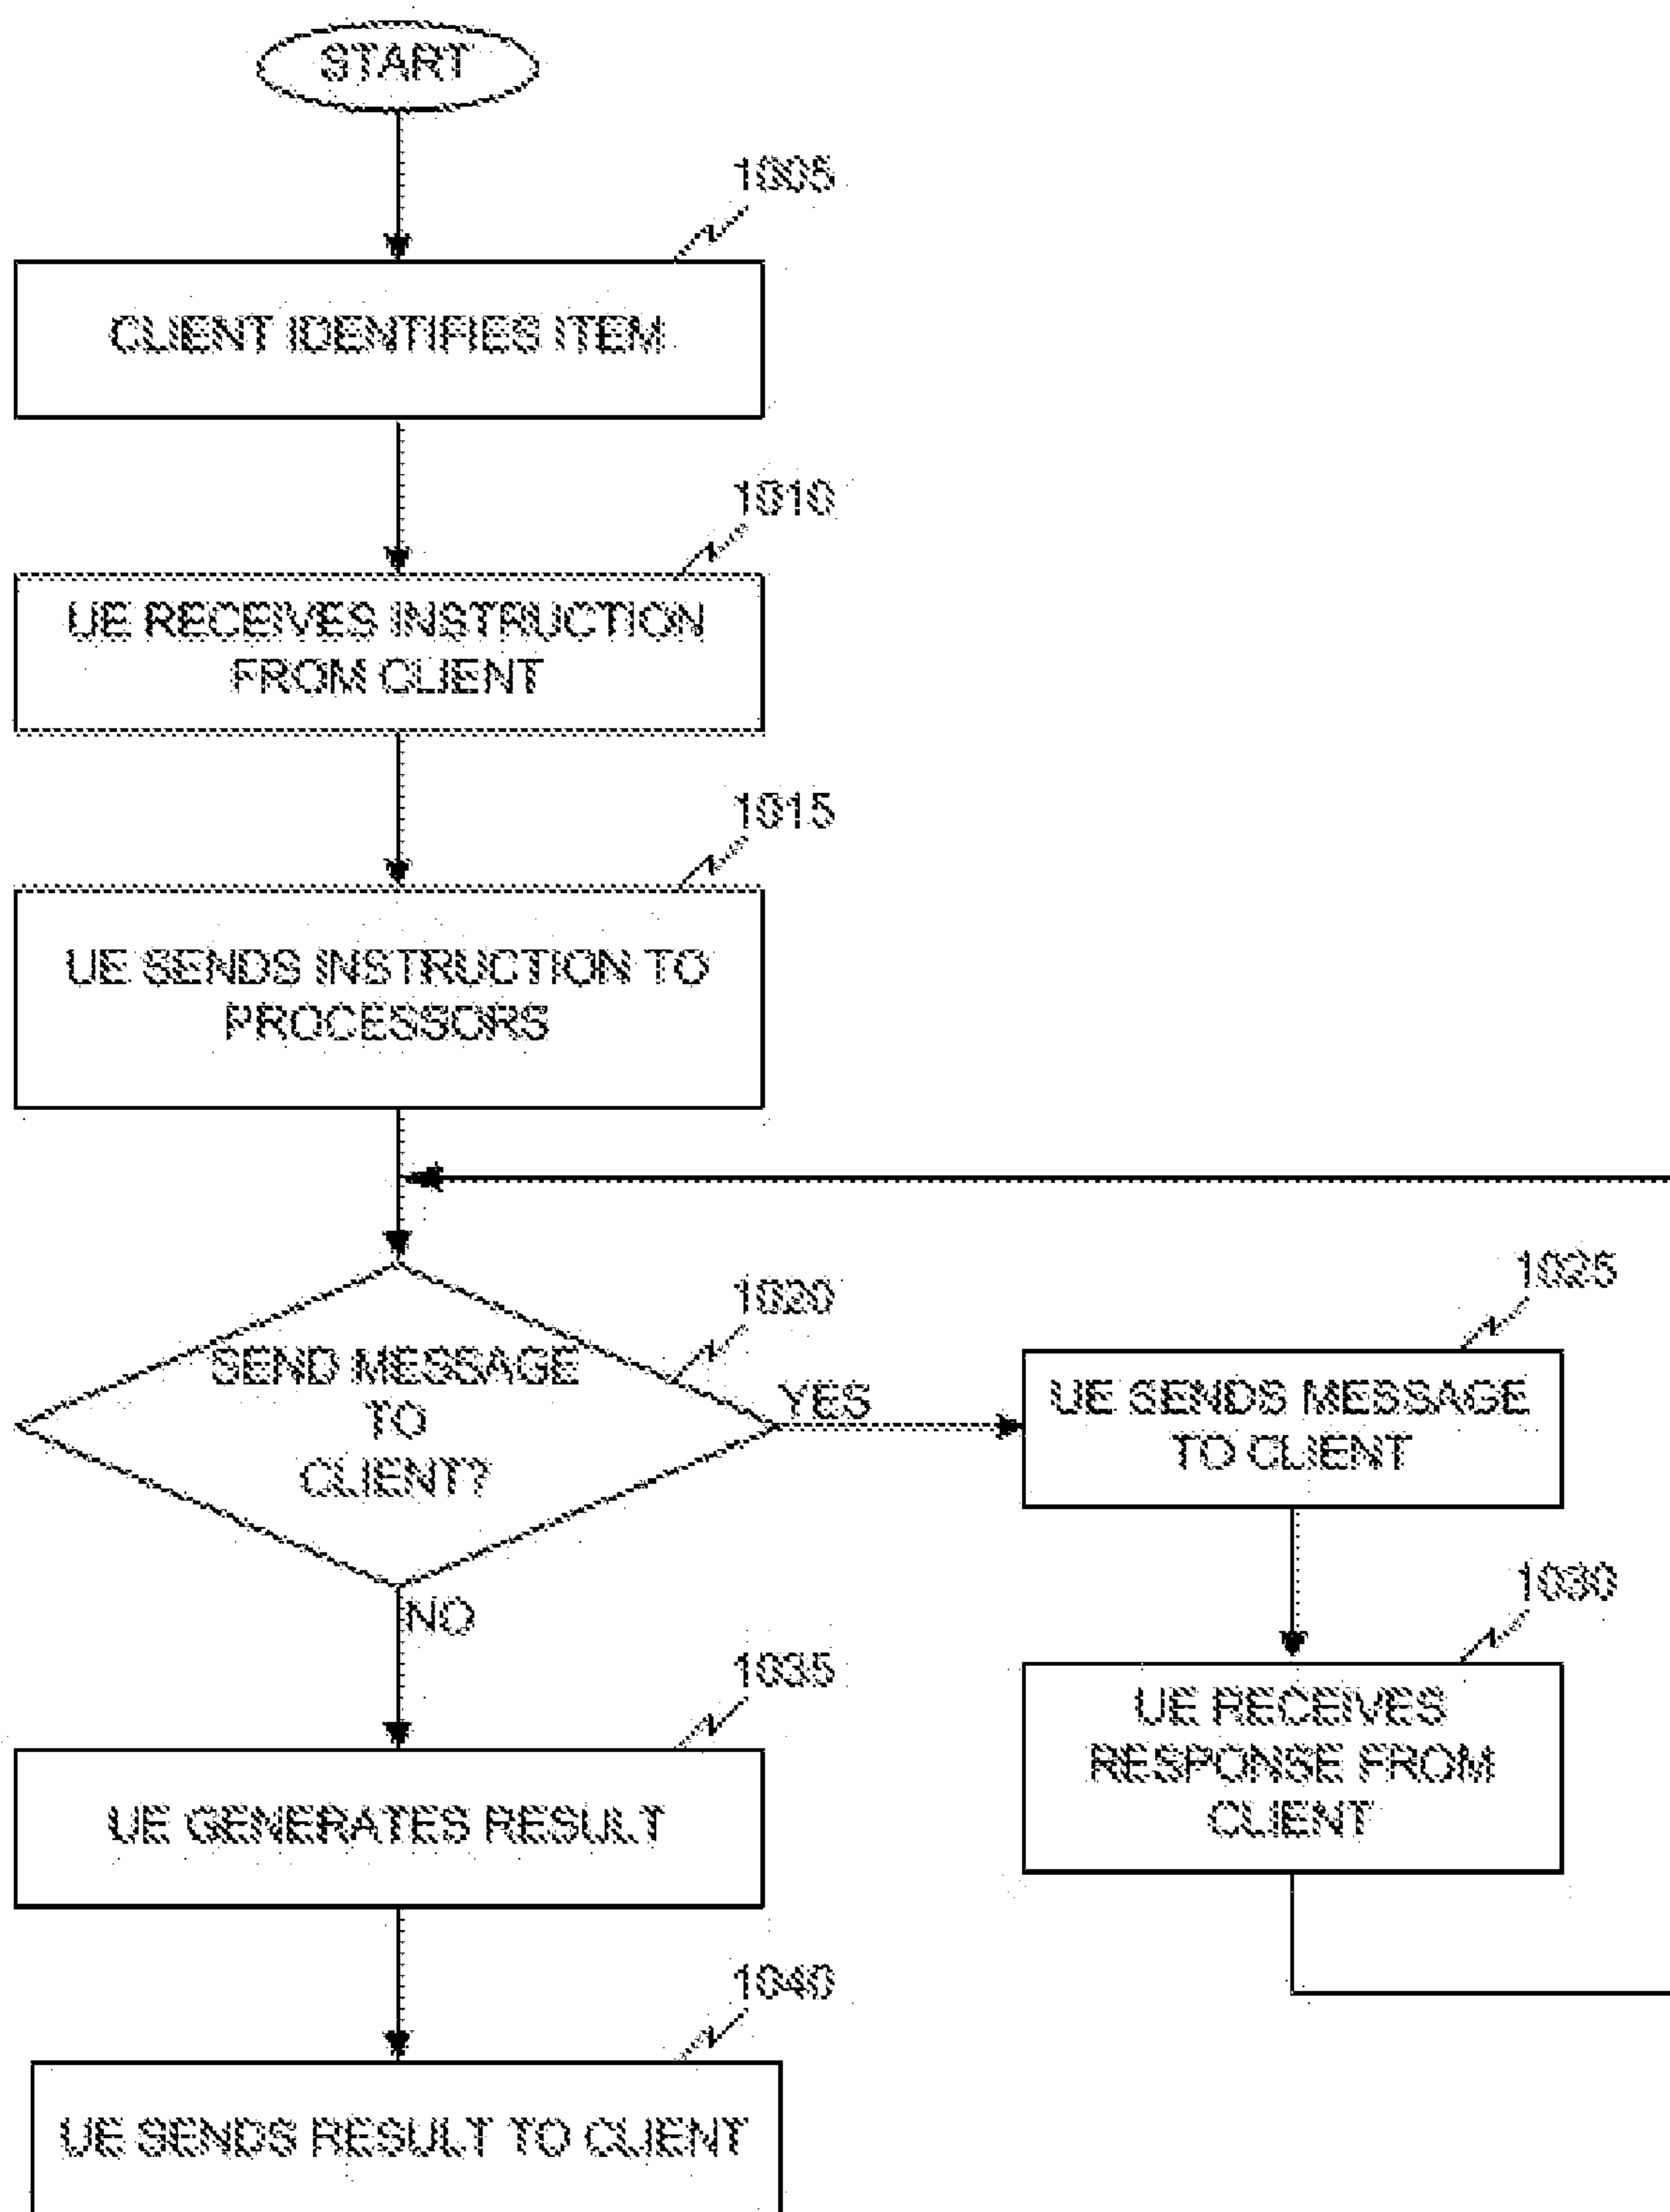 START
1005
CLIENT IDENTIFIES ITEM
1010
UE RECEIVES INSTRUCTION
FROM CLIENT
1015
UE SENDS INSTRUCTION TO
PROCESSORS
1020
SEND MESSAGE
TO
CLIENT?
YES
1025
UE SENDS MESSAGE
TO CLIENT
1030
UE RECEIVES
RESPONSE FROM
CLIENT
NO
1035
UE GENERATES RESULT
1040
UE SENDS RESULT TO CLIENT